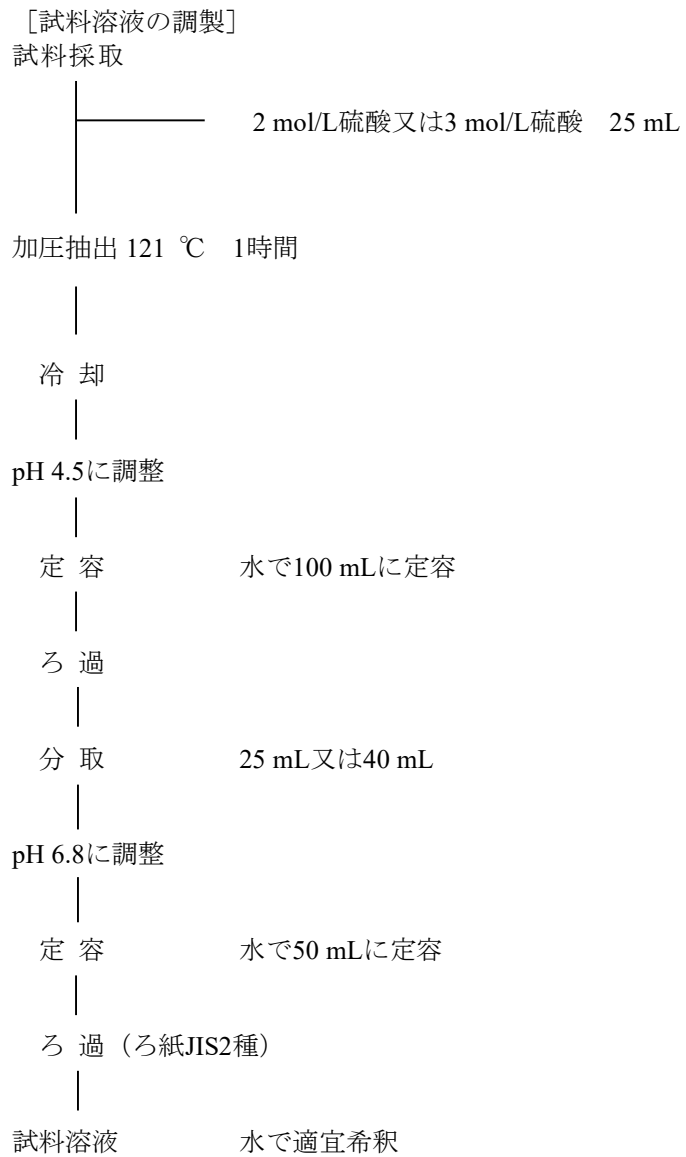 ［試料溶液の調製］
試料採取
2 mol/L硫酸又は3 mol/L硫酸　25 mL
加圧抽出 121 ℃　1時間
冷 却
pH 4.5に調整
定 容　水で100 mLに定容
ろ 過
分 取　25 mL又は40 mL
pH 6.8に調整
定 容　水で50 mLに定容
ろ 過（ろ紙JIS2種）
試料溶液　水で適宜希釈